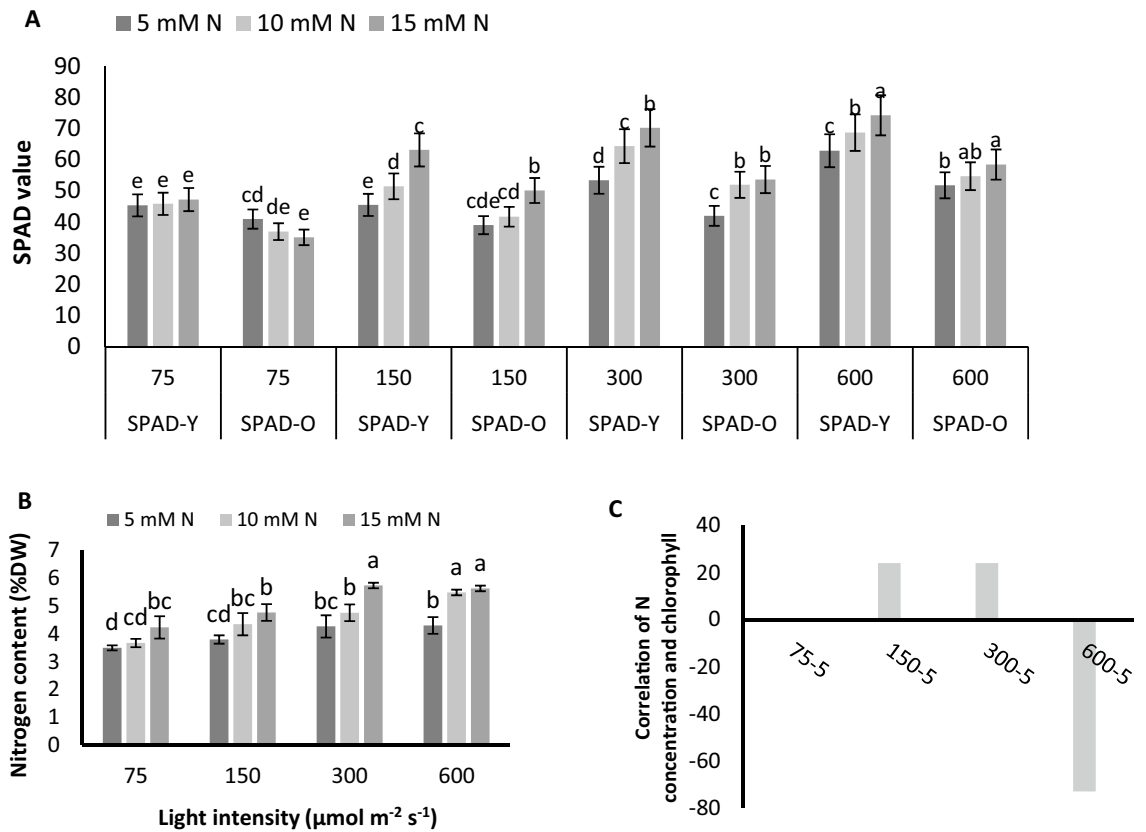 A
5 mM N 10 mM N 15 mM N
SPAD value
90
80
70
60
50
40
30
20
10
0
e e e cd de e e d c cde cd b d c b c b b c b a b ab a
75 75 150 150 300 300 600 600
SPAD-Y SPAD-O SPAD-Y SPAD-O SPAD-Y SPAD-O SPAD-Y SPAD-O
B
5 mM N 10 mM N 15 mM N
Nitrogen content (%DW)
7
6
5
4
3
2
1
0
d cd bc cd bc b bc b a b a a
75 150 300 600
Light intensity (µmol m⁻² s⁻¹)
C
Correlation of N
concentration and chlorophyll
40
20
0
-20
-40
-60
-80
75-5 150-5 300-5 600-5